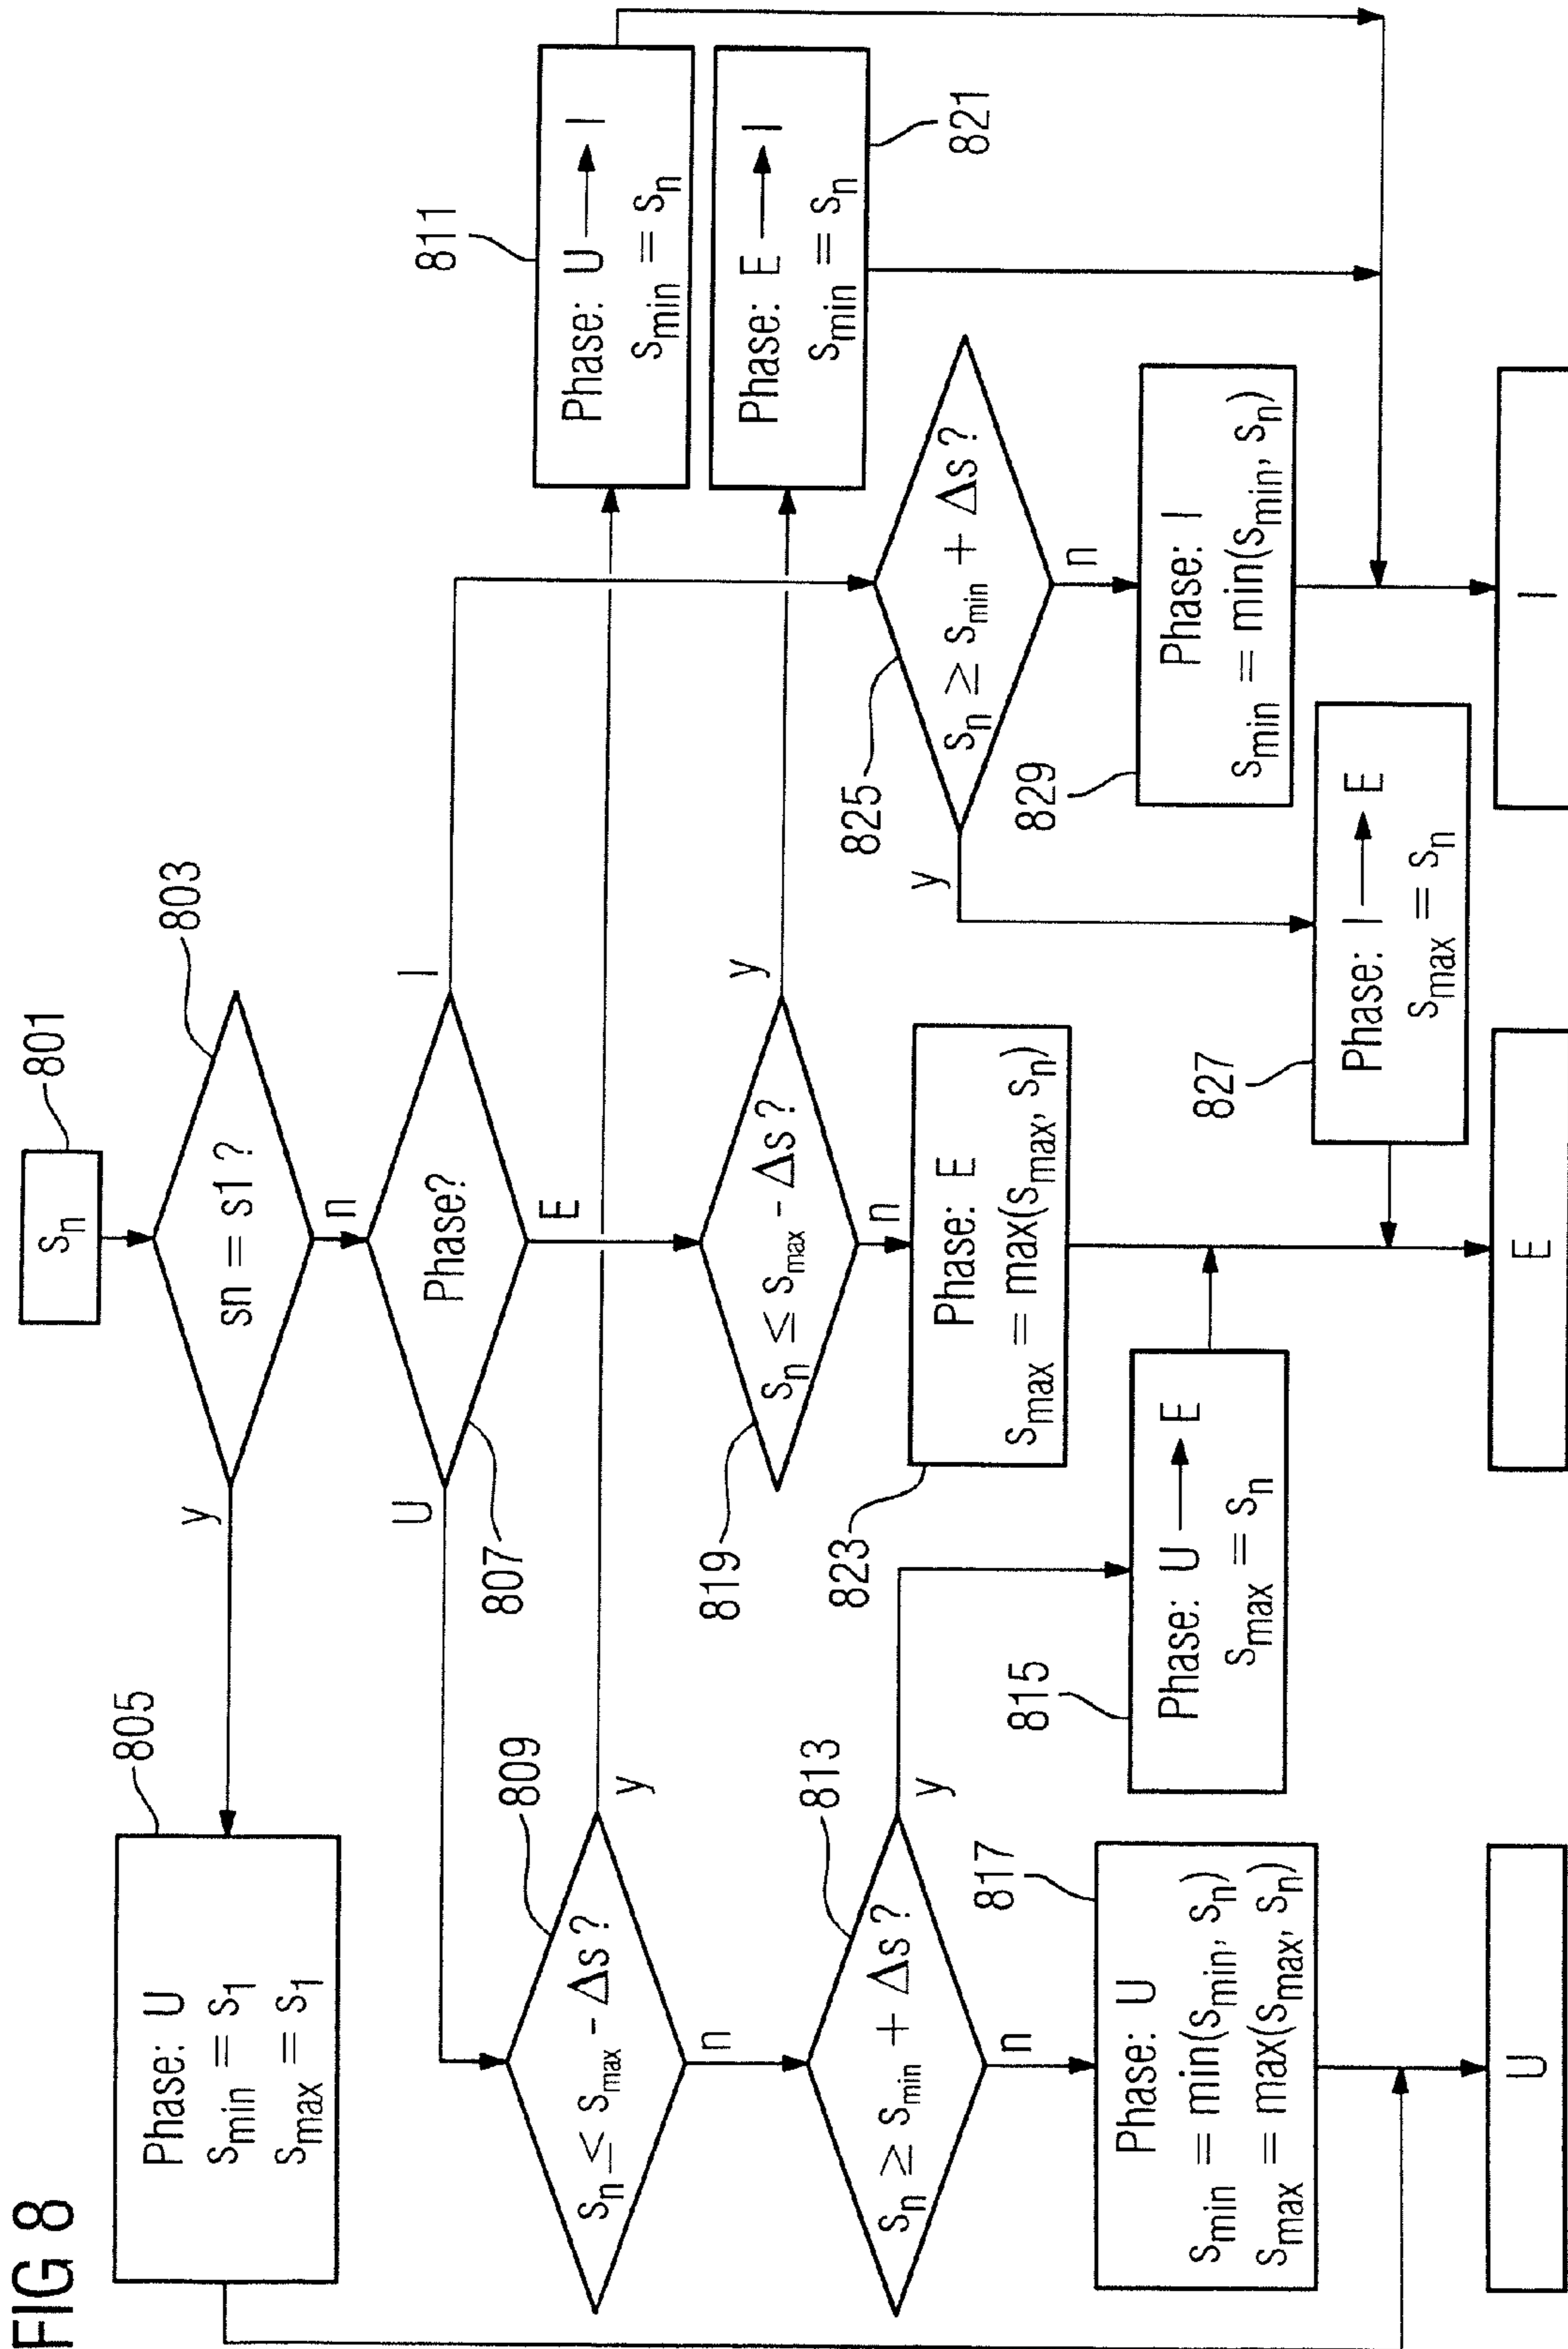 FIG 8
sn
801
sn = s1 ?
803
y
n
805
Phase: U
smin = s1
smax = s1
Phase?
807
U
I
E
809
sn ≤ smax - Δs ?
y
n
811
Phase: U → I
smin = sn
819
sn ≤ smax - Δs ?
y
n
Phase: E → I
smin = sn
821
813
sn ≥ smin + Δs ?
y
n
823
Phase: E
smax = max(smax, sn)
825
sn ≥ smin + Δs ?
y
n
817
Phase: U
smin = min(smin, sn)
smax = max(smax, sn)
815
Phase: U → E
smax = sn
829
Phase: I
smin = min(smin, sn)
827
Phase: I → E
smax = sn
U
E
I